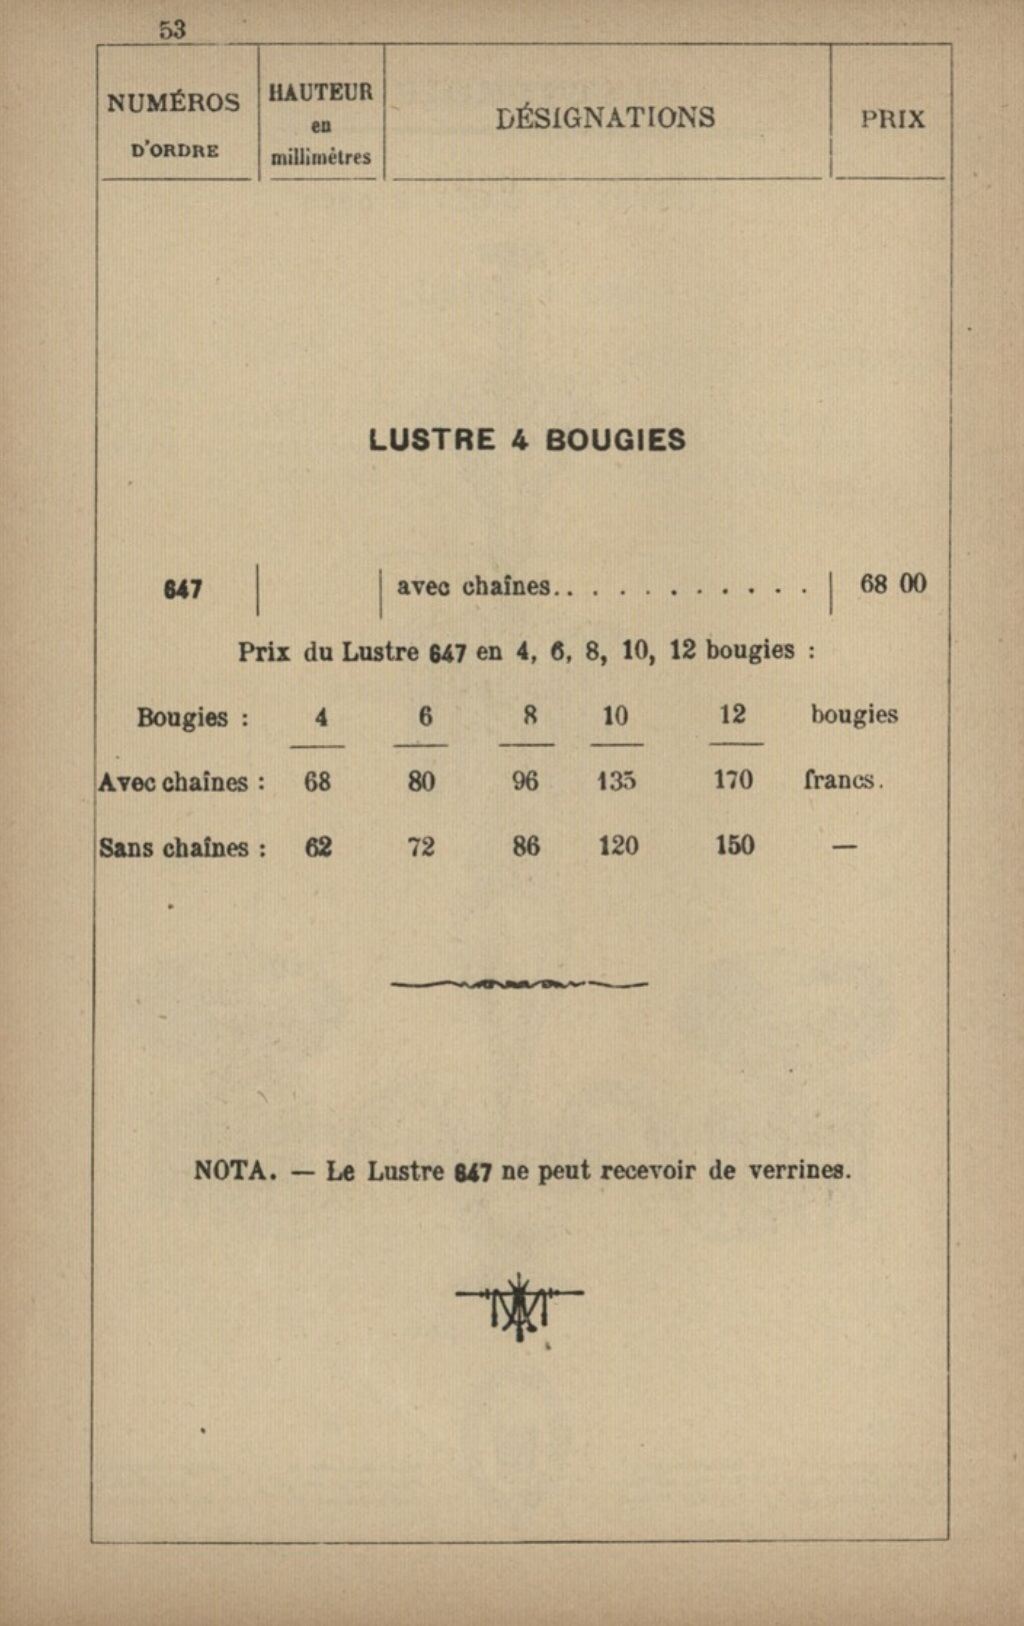 53
NUMÉROS D'ORDRE | HAUTEUR en millimètres | DÉSIGNATIONS | PRIX
LUSTRE 4 BOUGIES
647 | | avec chaînes. . . . . . . . . . . | 68 00
Prix du Lustre 647 en 4, 6, 8, 10, 12 bougies :
Bougies : 4 6 8 10 12 bougies
Avec chaînes : 68 80 96 135 170 francs.
Sans chaînes : 62 72 86 120 150 —
NOTA. — Le Lustre 647 ne peut recevoir de verrines.